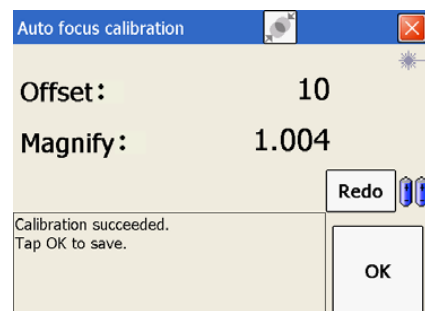 Auto focus calibration
Offset: 10
Magnify: 1.004
Redo
Calibration succeeded.
Tap OK to save.
OK